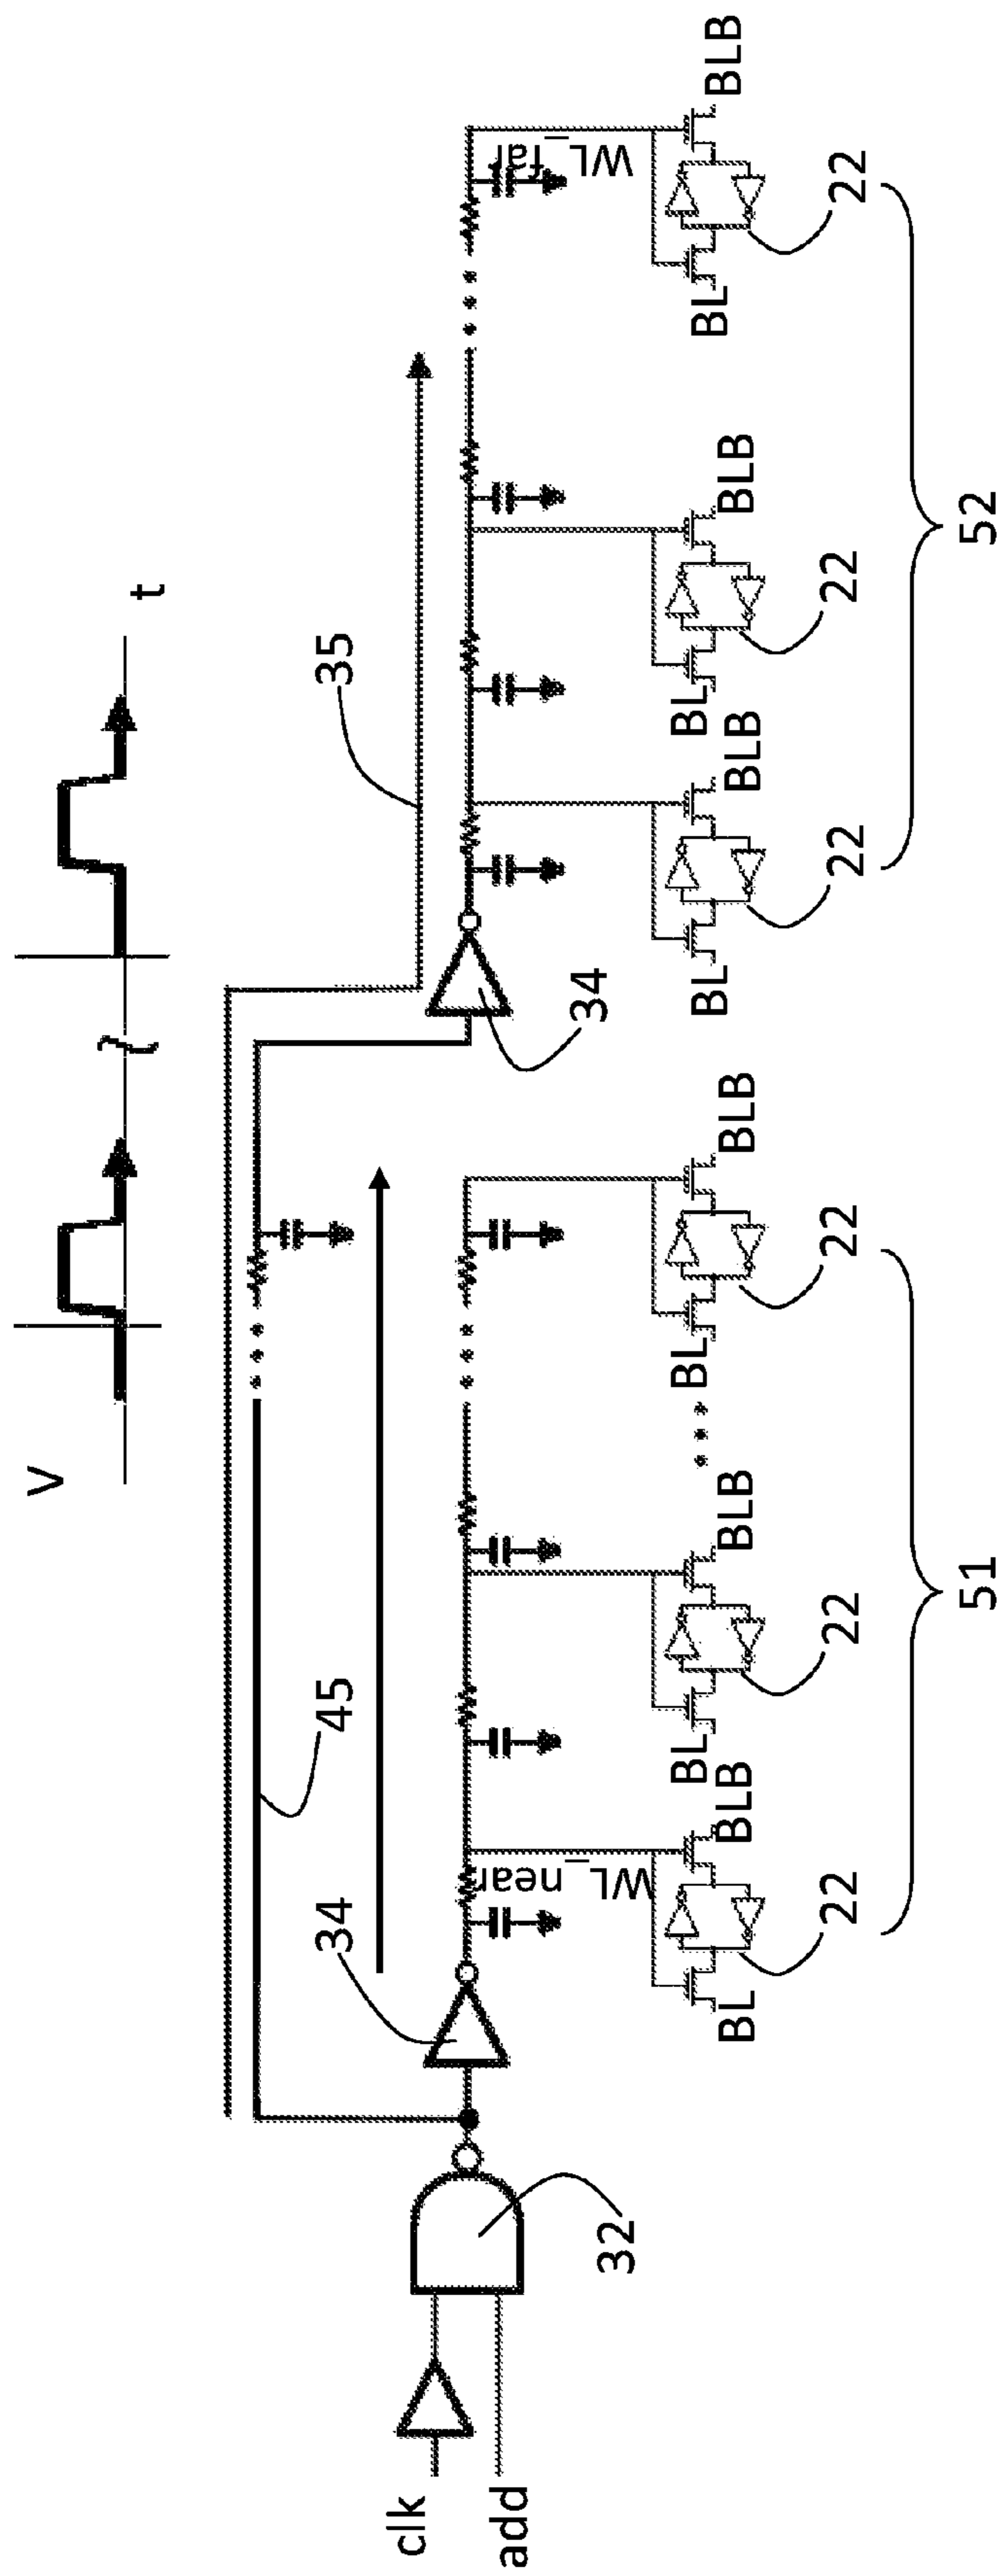 V t
34 45 35
clk
add
WL_near WL_far
32 34
BL BLB BL BLB BL BLB BL BLB BL BLB BL BLB
22 22 22 22 22 22
51 52